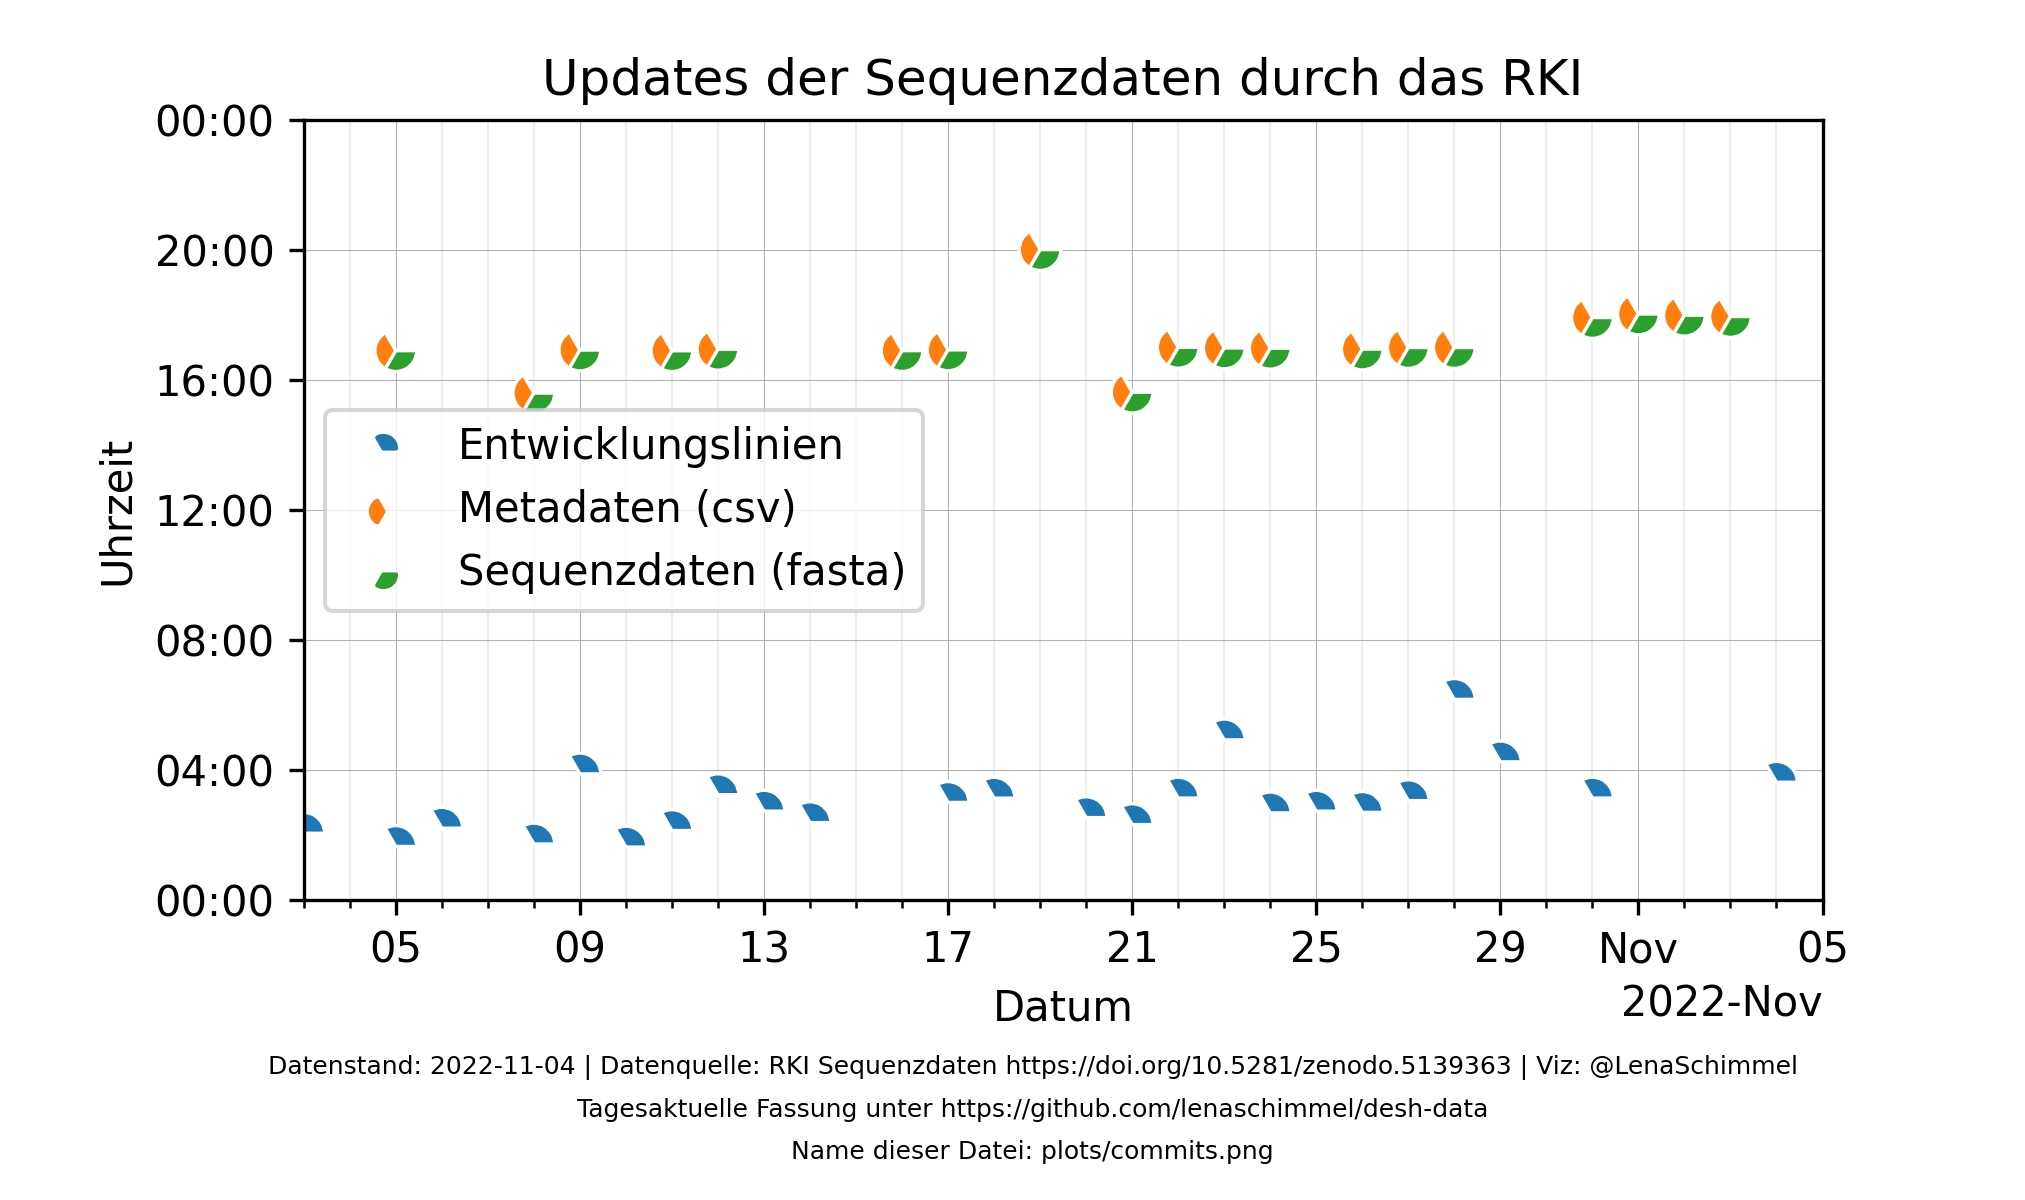 Updates der Sequenzdaten durch das RKI
00:00
20:00
16:00
12:00
08:00
04:00
00:00
Uhrzeit
Entwicklungslinien
Metadaten (csv)
Sequenzdaten (fasta)
05 09 13 17 21 25 29 Nov 05
Datum
2022-Nov
Datenstand: 2022-11-04 | Datenquelle: RKI Sequenzdaten https://doi.org/10.5281/zenodo.5139363 | Viz: @LenaSchimmel
Tagesaktuelle Fassung unter https://github.com/lenaschimmel/desh-data
Name dieser Datei: plots/commits.png